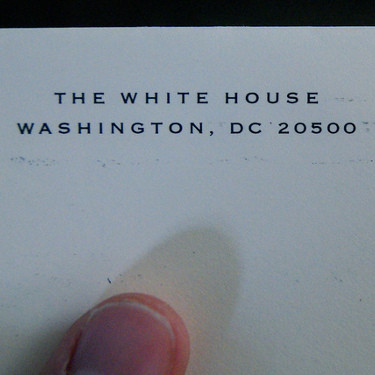 THE WHITE HOUSE
WASHINGTON, DC 20500